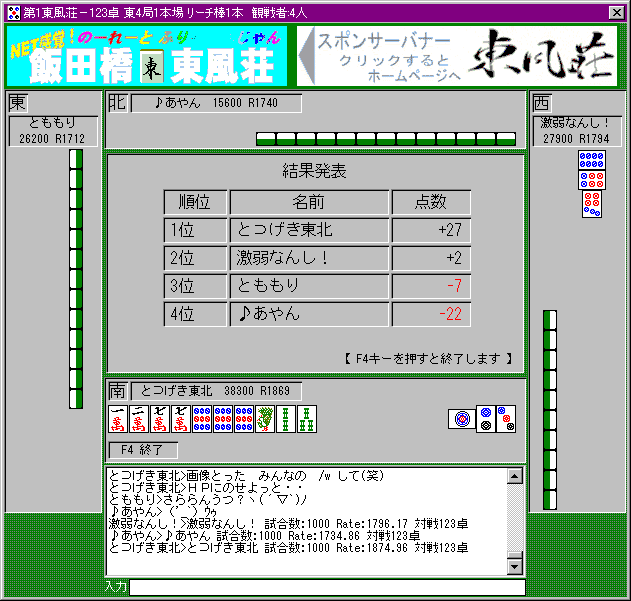 第1東風荘－123卓 東4局1本場 リーチ棒1本 観戦者:4人
NET感覚！のーれーと ふりー じゃん
飯田橋 東 東風荘
スポンサーバナー
クリックすると
ホームページへ
東風荘
東
とももり
26200 R1712
北 ♪あやん 15600 R1740
西
激弱なんし！
27900 R1794
結果発表
順位 名前 点数
1位 とつげき東北 +27
2位 激弱なんし！ +2
3位 とももり -7
4位 ♪あやん -22
【 F4キーを押すと終了します 】
南 とつげき東北 38300 R1869
一萬 二萬 七萬 七萬
F4 終了
とつげき東北>画像とった　みんなの　/w して(笑)
とつげき東北>ＨＰにのせよっと・・
とももり>さららんうつ？ヽ(´▽`)ﾉ
♪あやん> (ﾟ_ﾟ) ｩｩ
激弱なんし！>激弱なんし！ 試合数:1000 Rate:1796.17 対戦123卓
♪あやん>♪あやん 試合数:1000 Rate:1734.86 対戦123卓
とつげき東北>とつげき東北 試合数:1000 Rate:1874.96 対戦123卓
入力